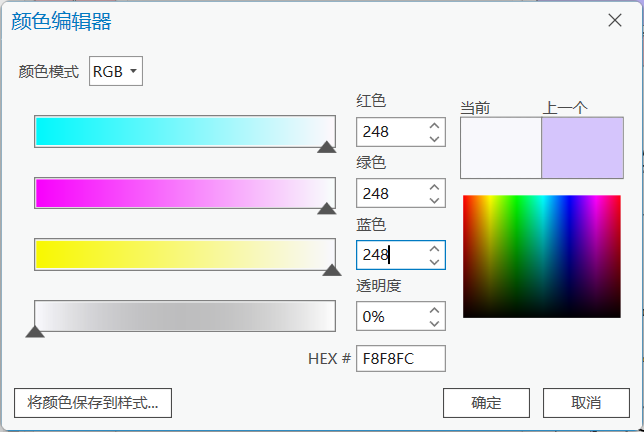 颜色编辑器
颜色模式 RGB
红色
248
绿色
248
蓝色
248
透明度
0%
HEX # F8F8FC
当前 上一个
将颜色保存到样式...
确定 取消